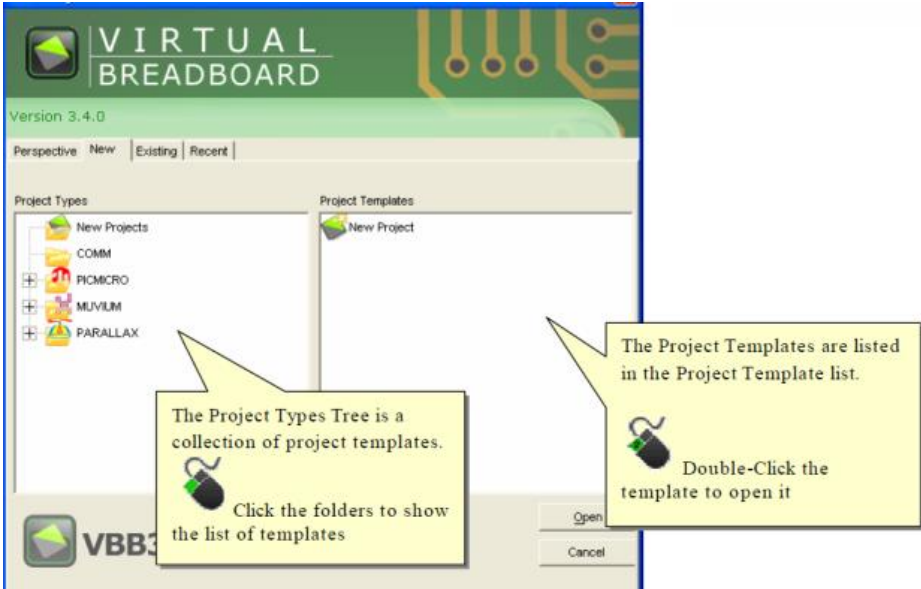 VIRTUAL
BREADBOARD
Version 3.4.0
Perspective New Existing Recent
Project Types
Project Templates
New Projects
COMM
PICMICRO
MUVIUM
PARALLAX
New Project
The Project Types Tree is a
collection of project templates.
Click the folders to show
the list of templates
The Project Templates are listed
in the Project Template list.
Double-Click the
template to open it
VBB3
Open
Cancel